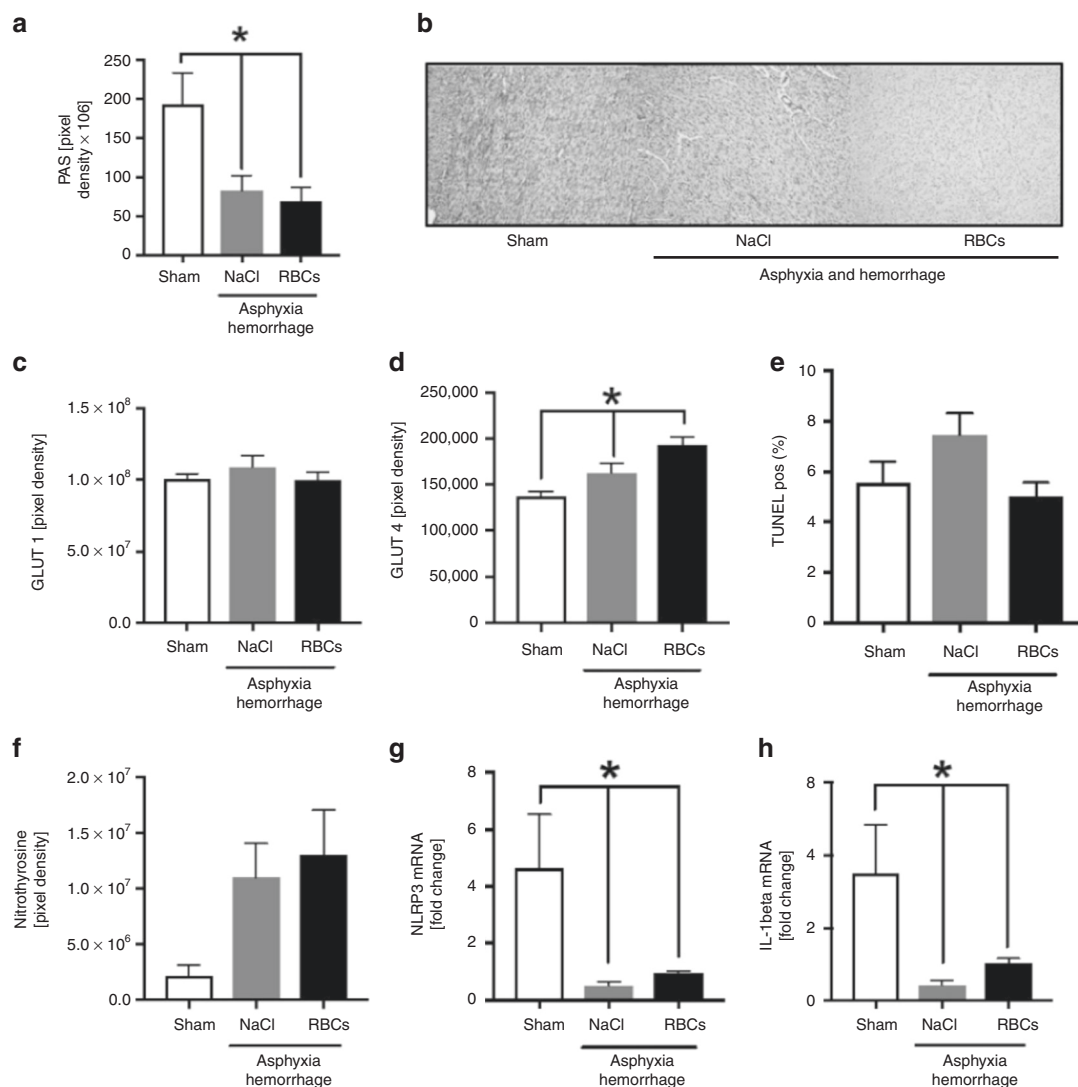 a
*
PAS [pixel
density × 106]
250
200
150
100
50
0
Sham
NaCl
RBCs
Asphyxia
hemorrhage
b
Sham
NaCl
RBCs
Asphyxia and hemorrhage
c
GLUT 1 [pixel density]
1.5 × 10⁸
1.0 × 10⁸
5.0 × 10⁷
0.0
Sham
NaCl
RBCs
Asphyxia
hemorrhage
d
*
GLUT 4 [pixel density]
250,000
200,000
150,000
100,000
50,000
0
Sham
NaCl
RBCs
Asphyxia
hemorrhage
e
TUNEL pos (%)
10
8
6
4
2
0
Sham
NaCl
RBCs
Asphyxia
hemorrhage
f
Nitrothyrosine
[pixel density]
2.0 × 10⁷
1.5 × 10⁷
1.0 × 10⁷
5.0 × 10⁶
0.0
Sham
NaCl
RBCs
Asphyxia
hemorrhage
g
*
NLRP3 mRNA
[fold change]
8
6
4
2
0
Sham
NaCl
RBCs
Asphyxia
hemorrhage
h
*
IL-1beta mRNA
[fold change]
8
4
2
0
Sham
NaCl
RBCs
Asphyxia
hemorrhage